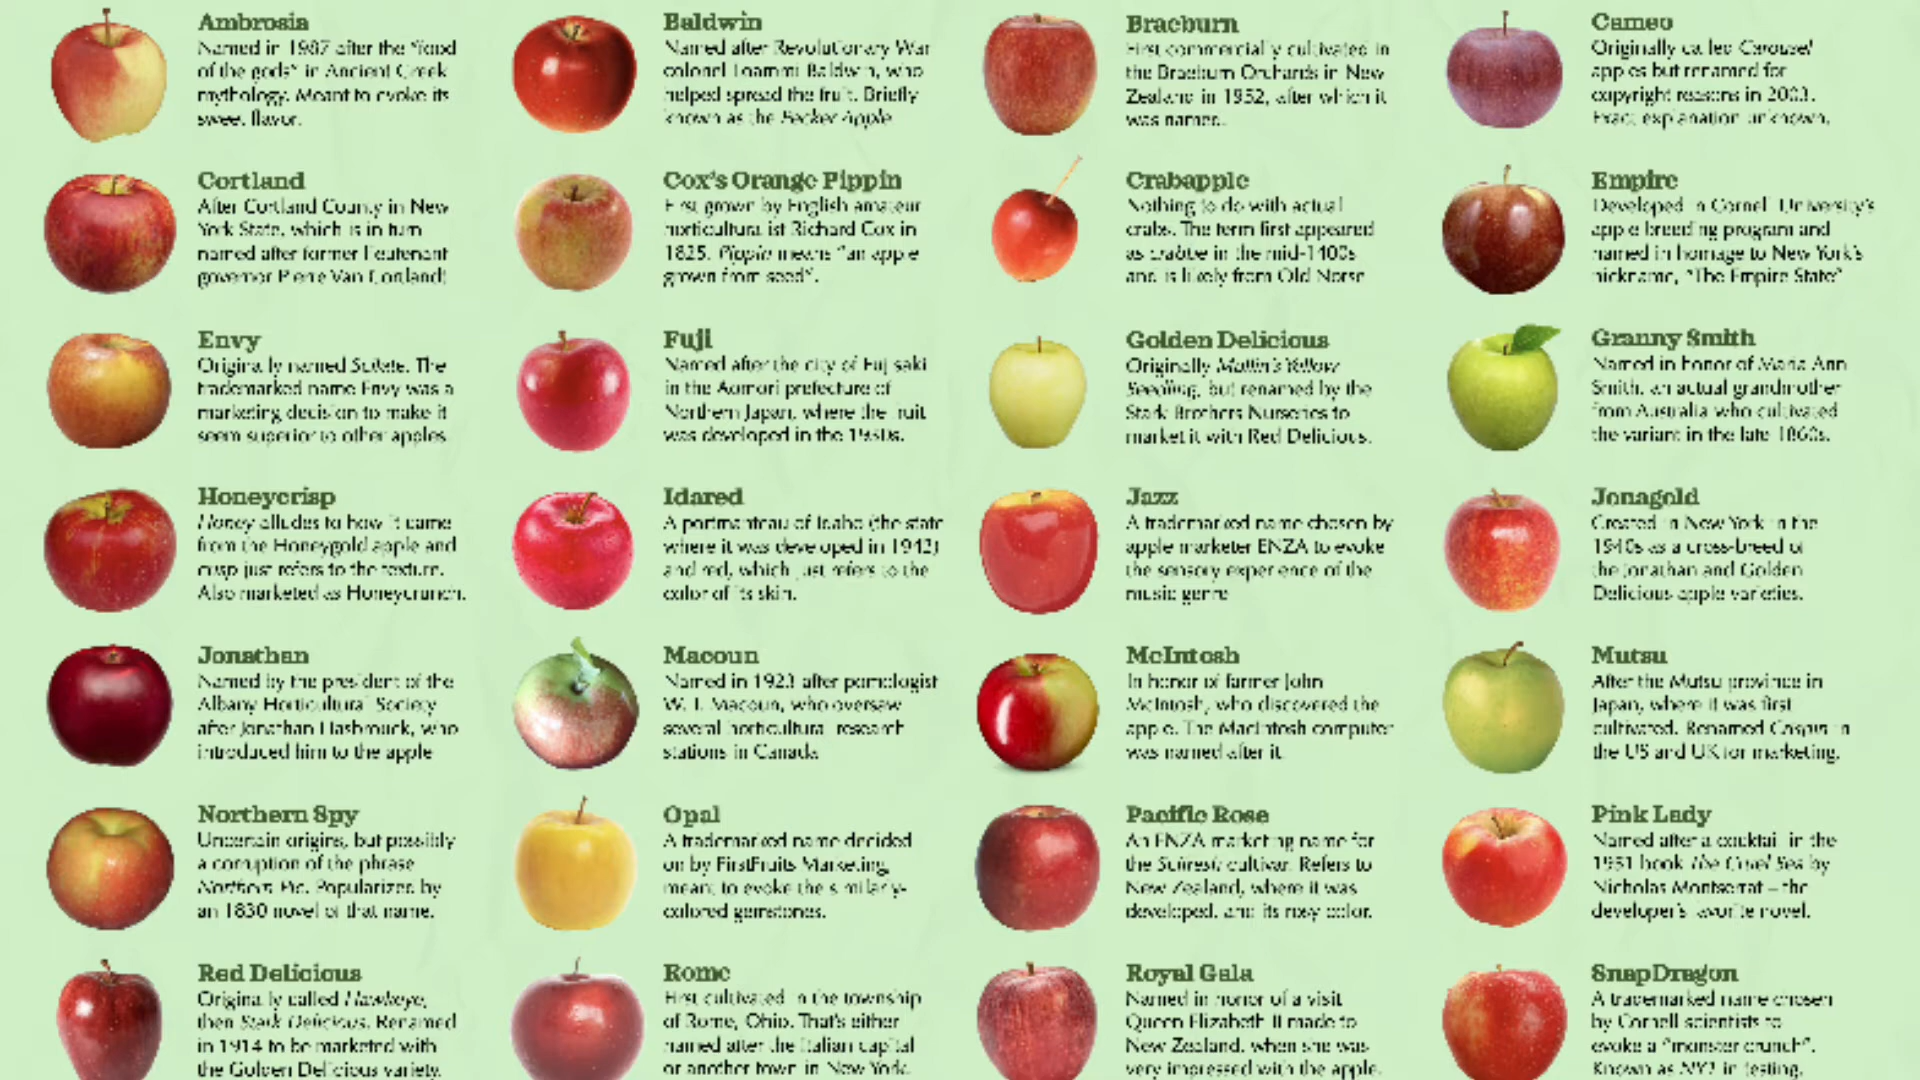 Ambrosia
Named in 1987 after the "food
of the gods" in Ancient Greek
mythology. Meant to evoke its
sweet flavor.
Baldwin
Named after Revolutionary War
colonel Loammi Baldwin, who
helped spread the fruit. Briefly
known as the Pecker Apple
Braeburn
First commercially cultivated in
the Braeburn Orchards in New
Zealand in 1952, after which it
was named.
Cameo
Originally called Carousel
apples but renamed for
copyright reasons in 2003.
Exact explanation unknown.
Cortland
After Cortland County in New
York State, which is in turn
named after former lieutenant
governor Pierre Van Cortlandt
Cox's Orange Pippin
First grown by English amateur
horticulturalist Richard Cox in
1825. Pippin means "an apple
grown from seed".
Crabapple
Nothing to do with actual
crabs. The term first appeared
as crabbe in the mid-1400s
and is likely from Old Norse
Empire
Developed in Cornell University's
apple breeding program and
named in homage to New York's
nickname, "The Empire State"
Envy
Originally named Scilate. The
trademarked name Envy was a
marketing decision to make it
seem superior to other apples
Fuji
Named after the city of Fujisaki
in the Aomori prefecture of
Northern Japan, where the fruit
was developed in the 1930s.
Golden Delicious
Originally Mullin's Yellow
Seedling, but renamed by the
Stark Brothers Nurseries to
market it with Red Delicious.
Granny Smith
Named in honor of Maria Ann
Smith, an actual grandmother
from Australia who cultivated
the variant in the late 1860s.
Honeycrisp
Honey alludes to how it came
from the Honeygold apple and
crisp just refers to the texture.
Also marketed as Honeycrunch.
Idared
A portmanteau of Idaho (the state
where it was developed in 1942)
and red, which just refers to the
color of its skin.
Jazz
A trademarked name chosen by
apple marketer ENZA to evoke
the sensory experience of the
music genre
Jonagold
Created in New York in the
1940s as a cross-breed of
the Jonathan and Golden
Delicious apple varieties.
Jonathan
Named by the president of the
Albany Horticultural Society
after Jonathan Hasbrouck, who
introduced him to the apple
Macoun
Named in 1923 after pomologist
W. T. Macoun, who oversaw
several horticultural research
stations in Canada
McIntosh
In honor of farmer John
McIntosh, who discovered the
apple. The Macintosh computer
was named after it.
Mutsu
After the Mutsu province in
Japan, where it was first
cultivated. Renamed Crispin in
the US and UK for marketing.
Northern Spy
Uncertain origins, but possibly
a corruption of the phrase
Northern Pie. Popularized by
an 1830 novel of that name.
Opal
A trademarked name decided
on by FirstFruits Marketing,
meant to evoke the similarly-
colored gemstones.
Pacific Rose
An ENZA marketing name for
the Sciresh cultivar. Refers to
New Zealand, where it was
developed, and its rosy color.
Pink Lady
Named after a cocktail in the
1951 book The Cruel Sea by
Nicholas Montserrat – the
developer's favorite novel.
Red Delicious
Originally called Hawkeye,
then Stark Delicious. Renamed
in 1914 to be marketed with
the Golden Delicious variety.
Rome
First cultivated in the township
of Rome, Ohio. That's either
named after the Italian capital
or another town in New York.
Royal Gala
Named in honor of a visit
Queen Elizabeth II made to
New Zealand, when she was
very impressed with the apple.
SnapDragon
A trademarked name chosen
by Cornell scientists to
evoke a "monster crunch".
Known as NY1 in testing.